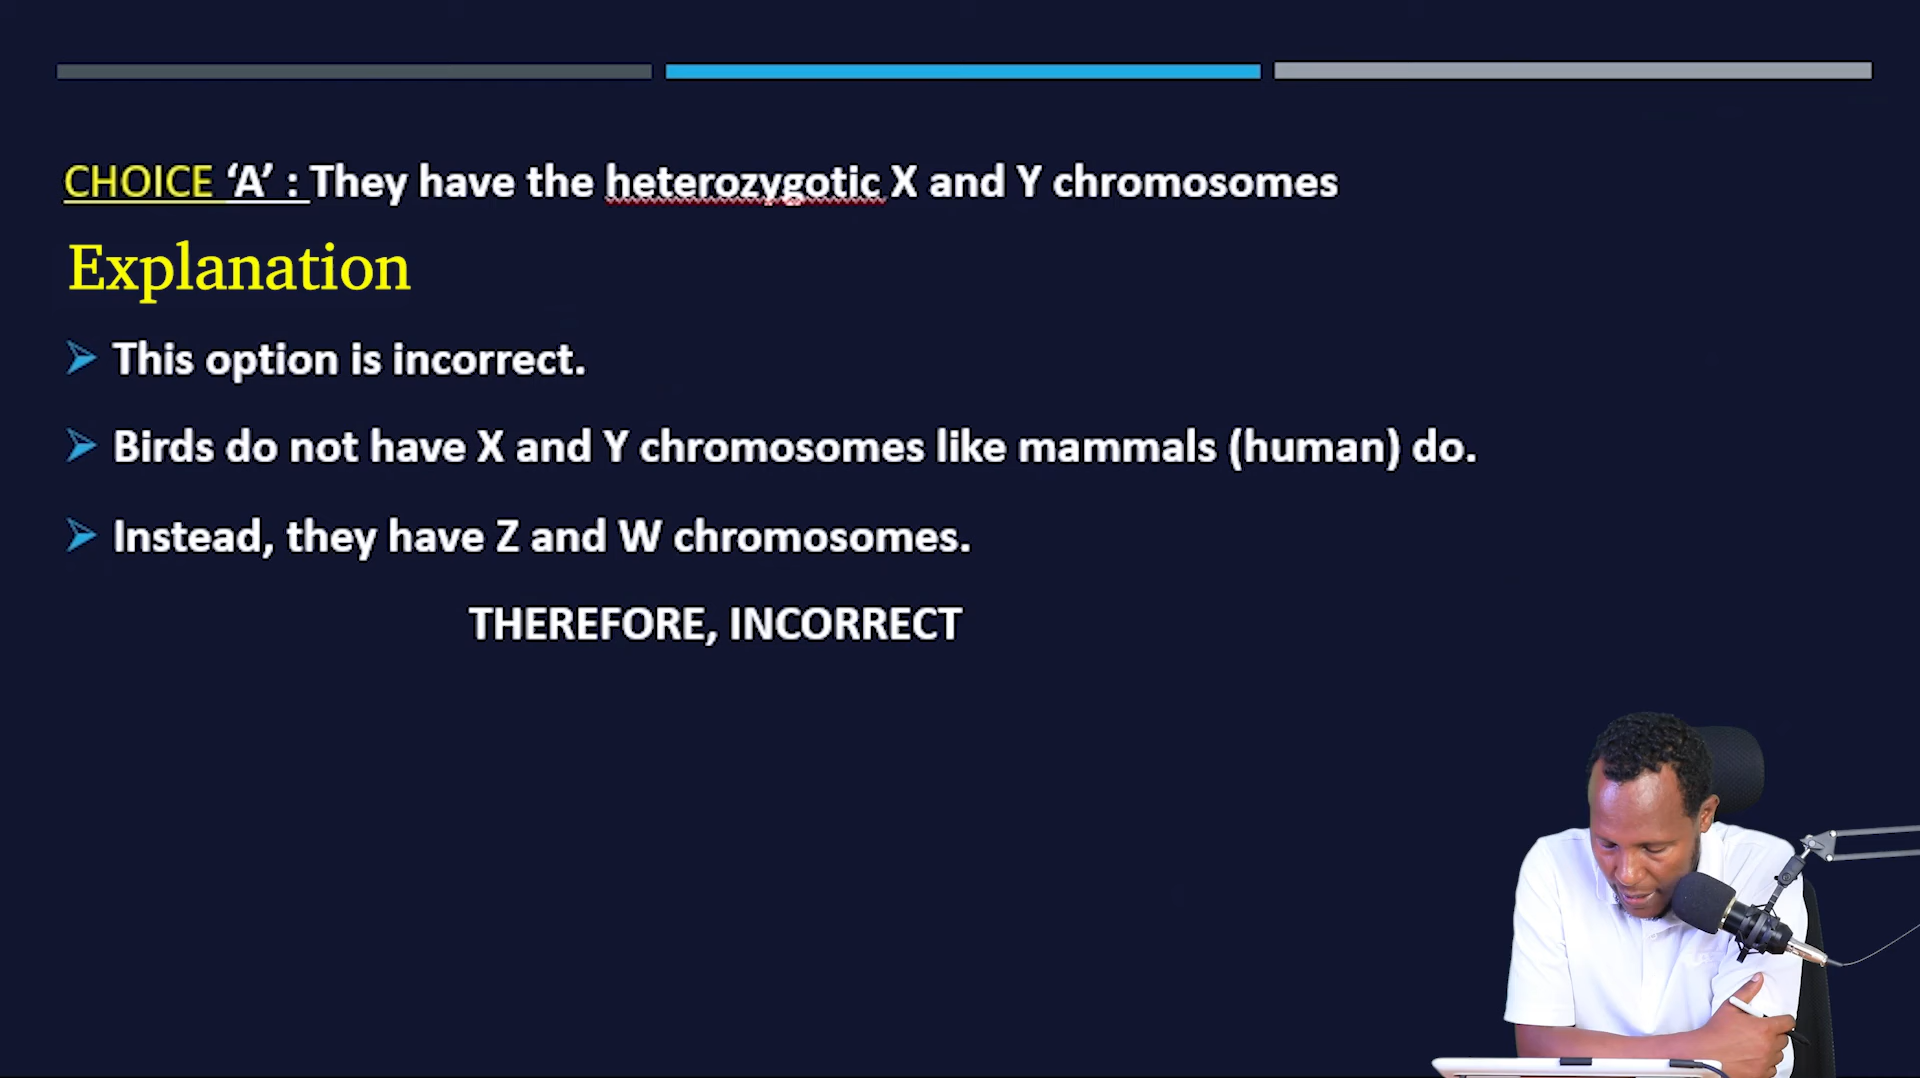 CHOICE ‘A’ : They have the heterozygotic X and Y chromosomes
Explanation
This option is incorrect.
Birds do not have X and Y chromosomes like mammals (human) do.
Instead, they have Z and W chromosomes.
THEREFORE, INCORRECT